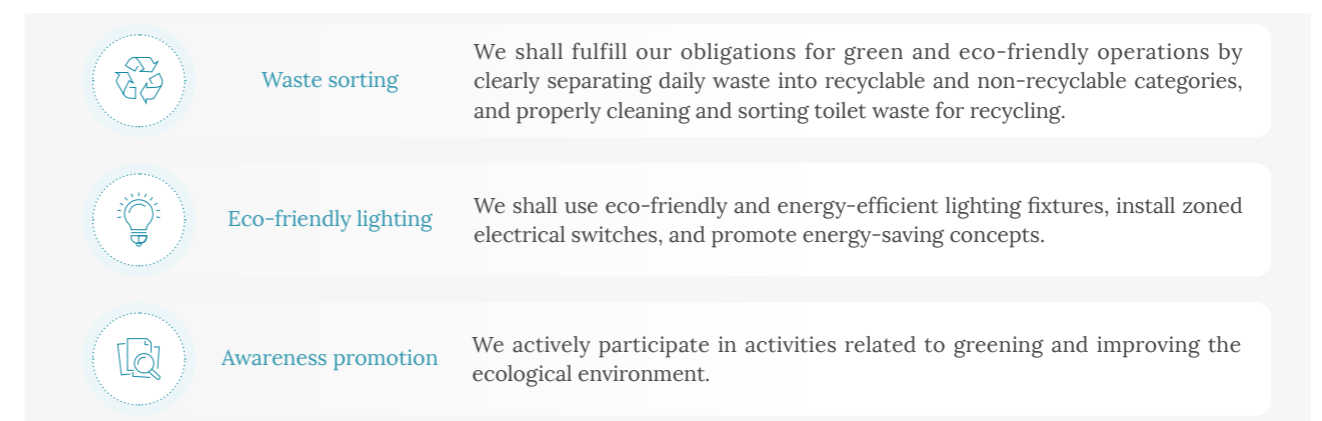 Waste sorting
We shall fulfill our obligations for green and eco-friendly operations by
clearly separating daily waste into recyclable and non-recyclable categories,
and properly cleaning and sorting toilet waste for recycling.
Eco-friendly lighting
We shall use eco-friendly and energy-efficient lighting fixtures, install zoned
electrical switches, and promote energy-saving concepts.
Awareness promotion
We actively participate in activities related to greening and improving the
ecological environment.